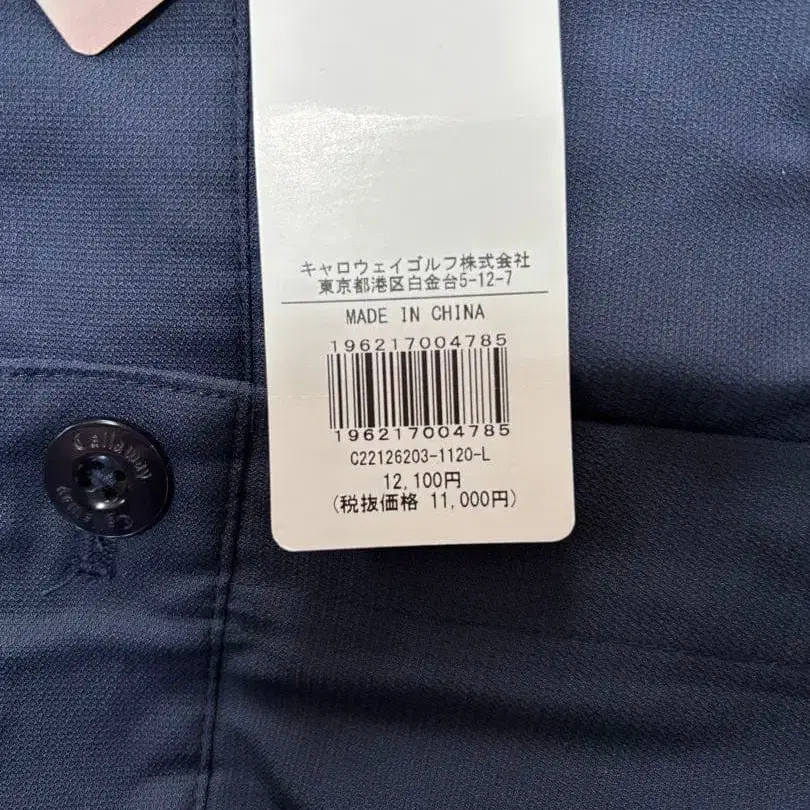 キャロウェイゴルフ株式会社
東京都港区白金台5-12-7
MADE IN CHINA
196217004785
196217004785
C22126203-1120-L
12,100円
(税抜価格 11,000円)
Callaway